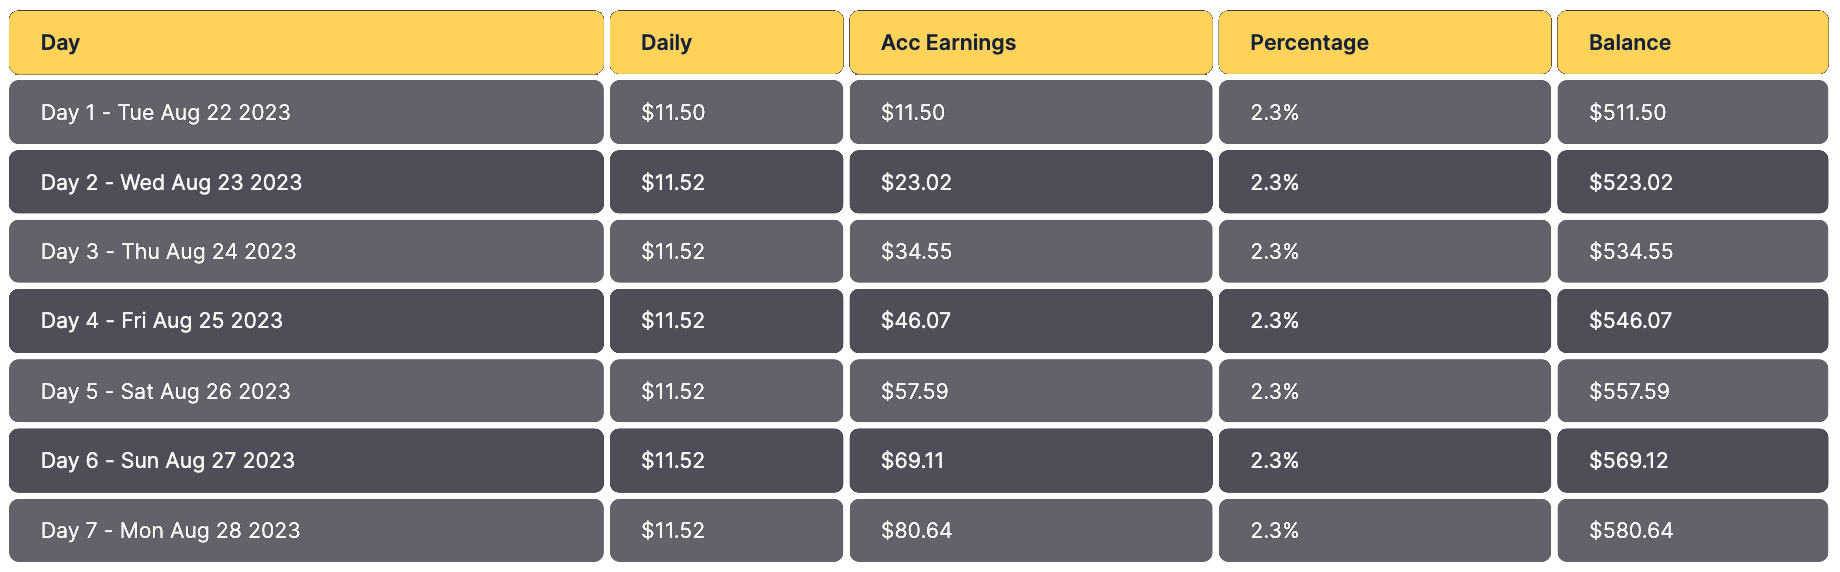 Day Daily Acc Earnings Percentage Balance
Day 1 - Tue Aug 22 2023 $11.50 $11.50 2.3% $511.50
Day 2 - Wed Aug 23 2023 $11.52 $23.02 2.3% $523.02
Day 3 - Thu Aug 24 2023 $11.52 $34.55 2.3% $534.55
Day 4 - Fri Aug 25 2023 $11.52 $46.07 2.3% $546.07
Day 5 - Sat Aug 26 2023 $11.52 $57.59 2.3% $557.59
Day 6 - Sun Aug 27 2023 $11.52 $69.11 2.3% $569.12
Day 7 - Mon Aug 28 2023 $11.52 $80.64 2.3% $580.64